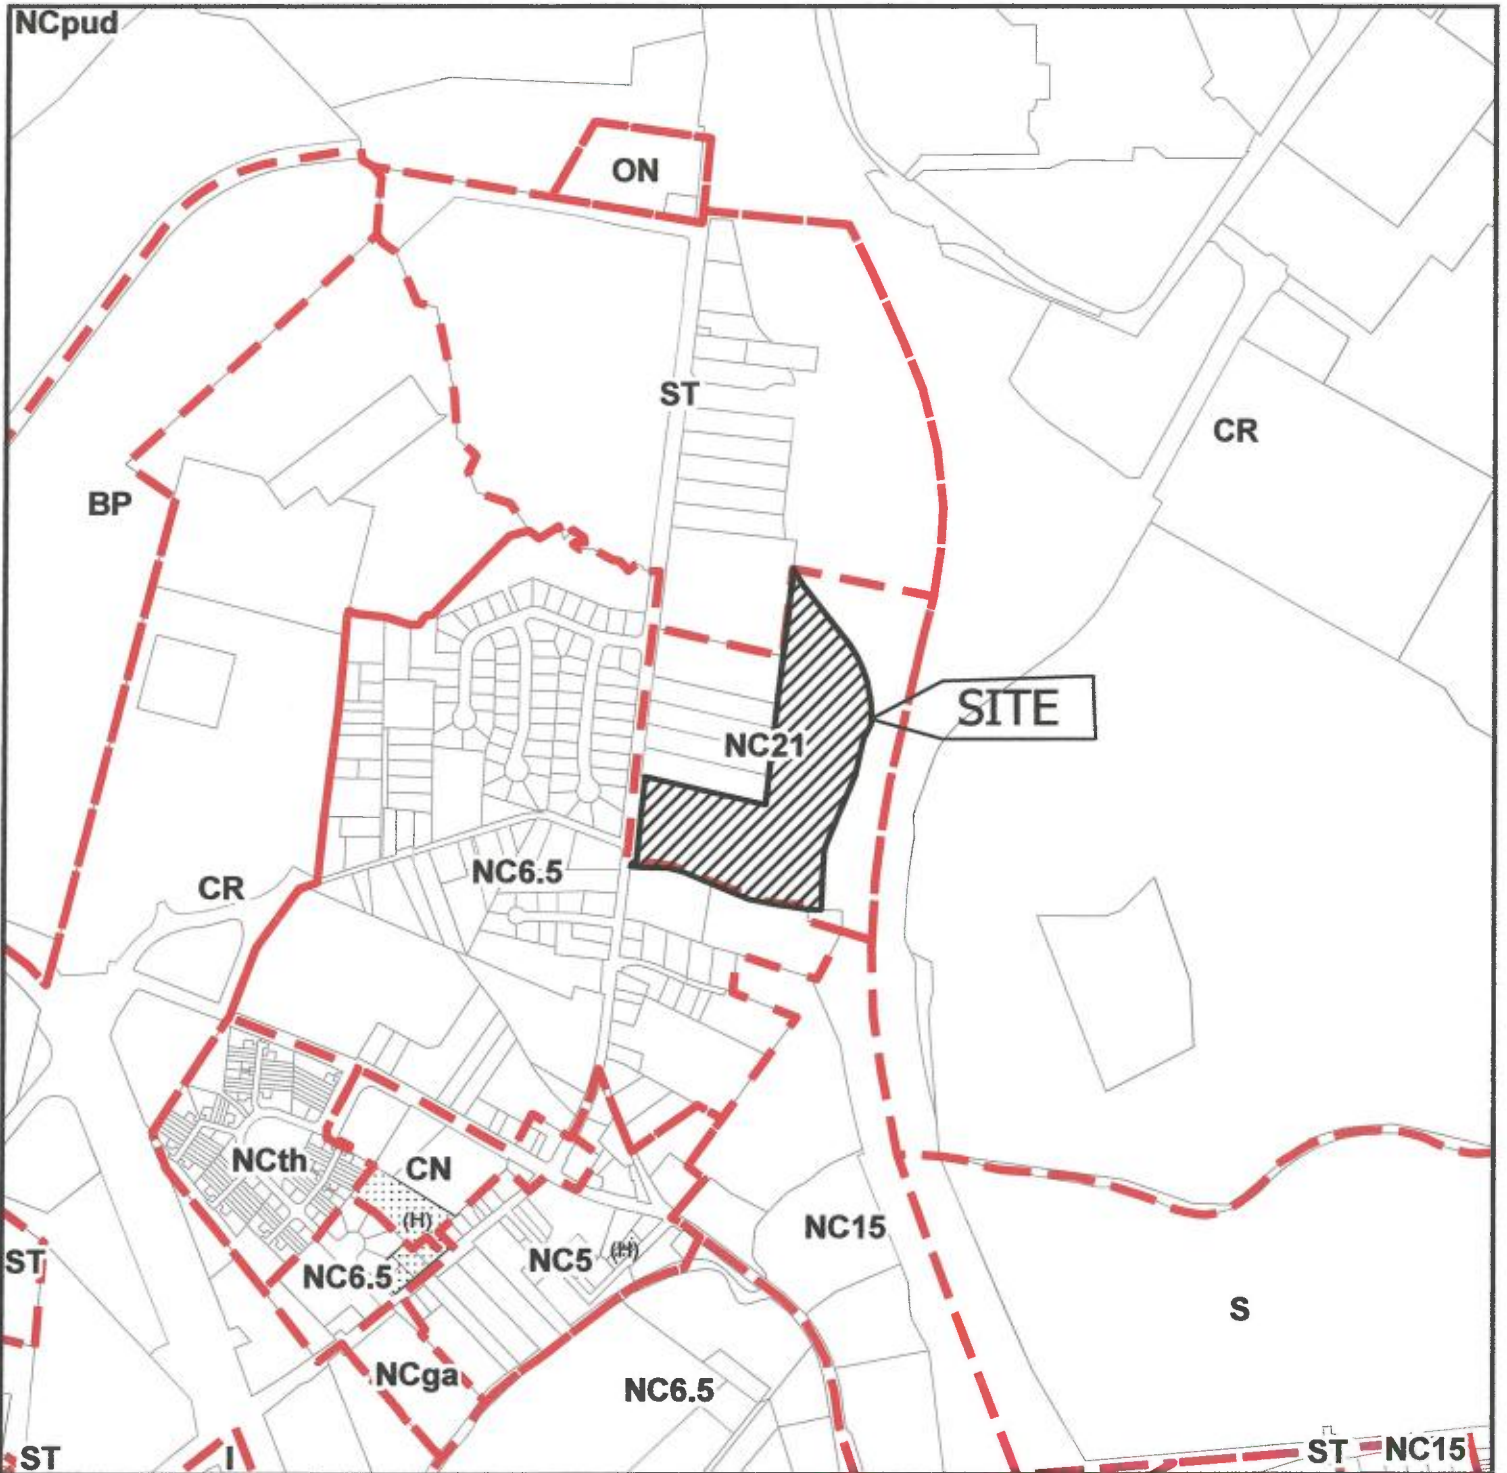 NCpud
ON
ST
CR
BP
SITE
NC21
NC6.5
CR
NCth
CN
(H)
NC15
NC5
(H)
ST
NC6.5
S
NCga
NC6.5
ST
I
ST
NC15